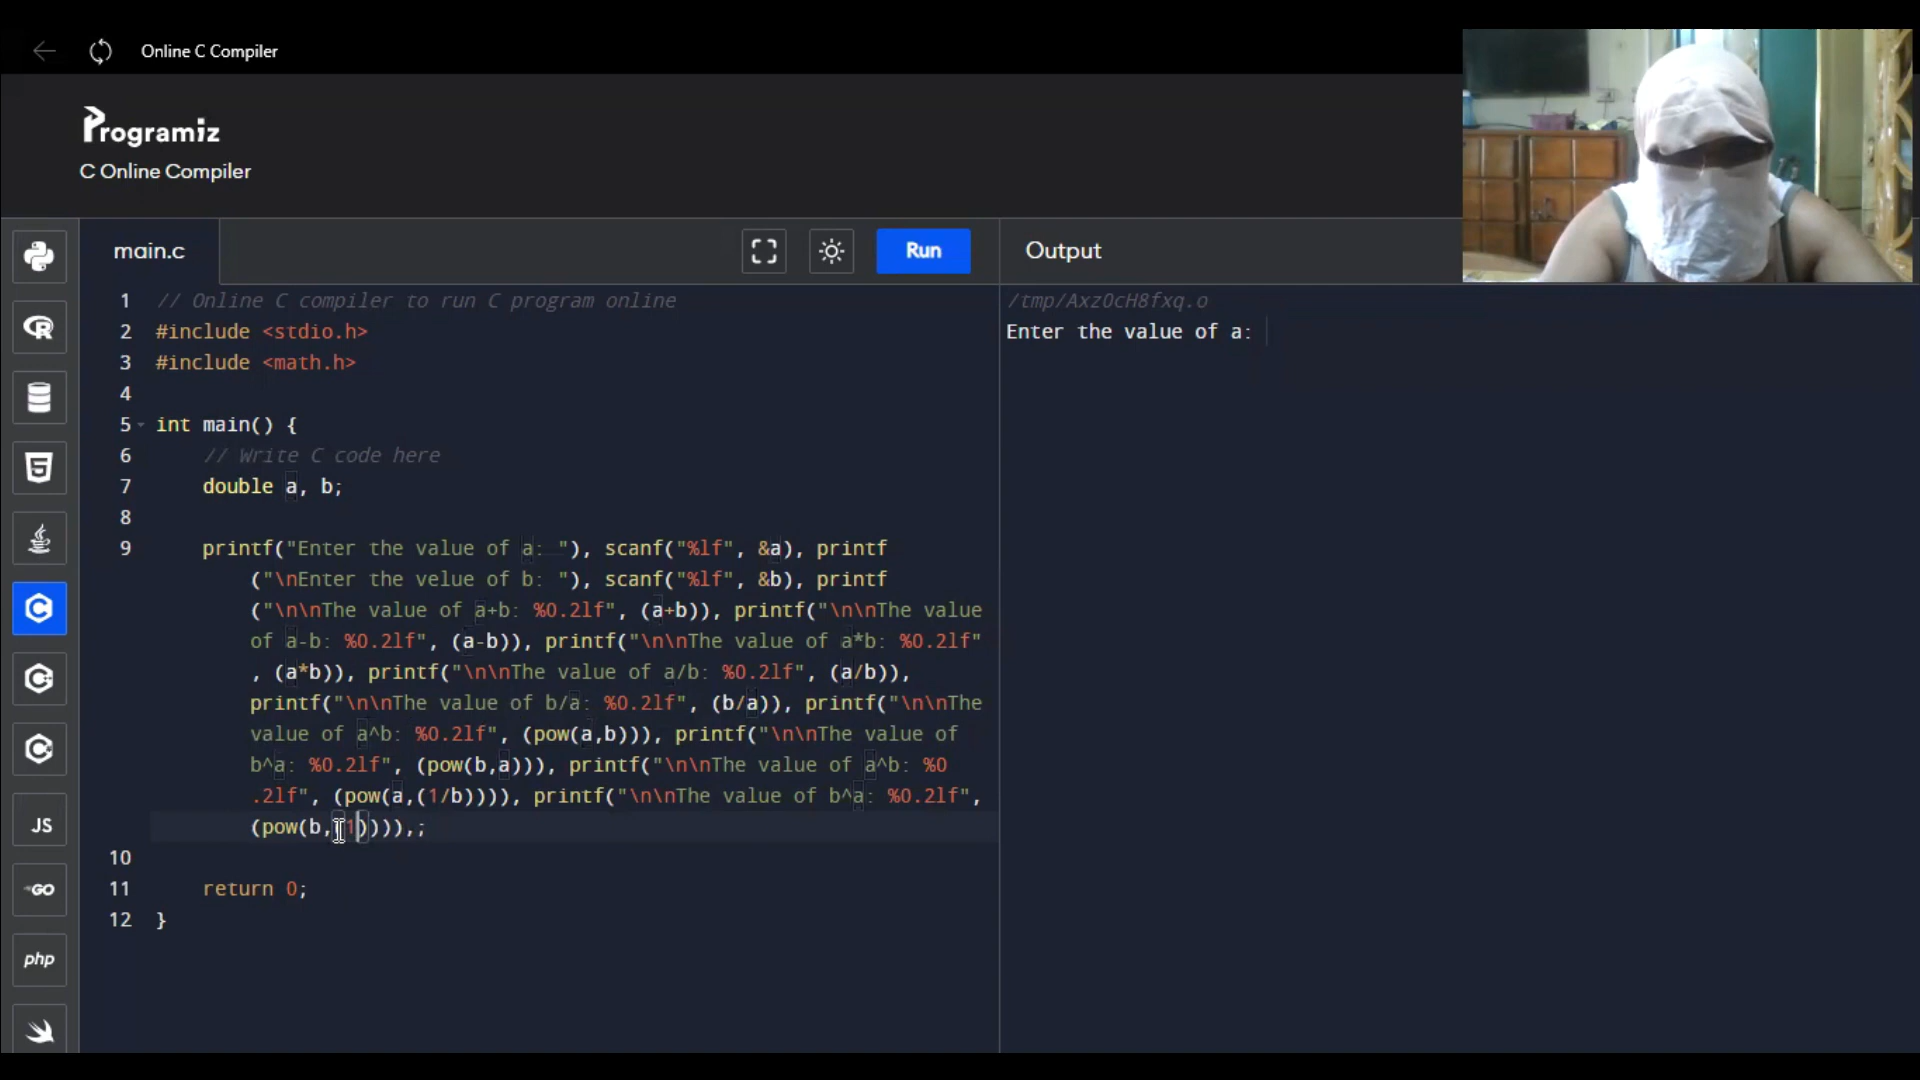 Online C Compiler
Programiz
C Online Compiler
main.c
Run
Output
1 // Online C compiler to run C program online
2 #include <stdio.h>
3 #include <math.h>
4
5 int main() {
6 // Write C code here
7 double a, b;
8
9 printf("Enter the value of a: "), scanf("%lf", &a), printf
("\nEnter the velue of b: "), scanf("%lf", &b), printf
("\n\nThe value of a+b: %0.2lf", (a+b)), printf("\n\nThe value
of a-b: %0.2lf", (a-b)), printf("\n\nThe value of a*b: %0.2lf"
, (a*b)), printf("\n\nThe value of a/b: %0.2lf", (a/b)),
printf("\n\nThe value of b/a: %0.2lf", (b/a)), printf("\n\nThe
value of a^b: %0.2lf", (pow(a,b))), printf("\n\nThe value of
b^a: %0.2lf", (pow(b,a))), printf("\n\nThe value of a^b: %0
.2lf", (pow(a,(1/b)))), printf("\n\nThe value of b^a: %0.2lf",
(pow(b,(1)))),;
10
11 return 0;
12 }
/tmp/AxzOcH8fxq.o
Enter the value of a:
JS
GO
php